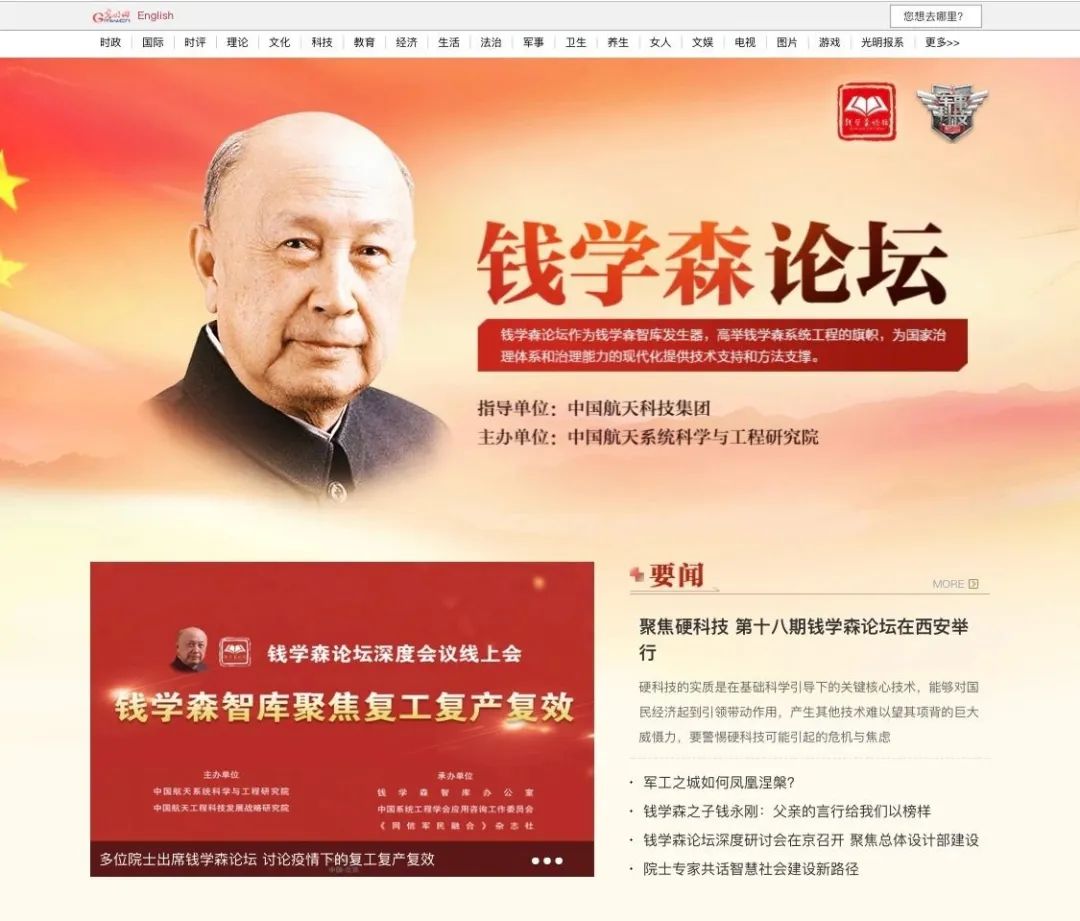 光明网 English
您想去哪里?
时政 国际 时评 理论 文化 科技 教育 经济 生活 法治 军事 卫生 养生 女人 文娱 电视 图片 游戏 光明报系 更多>>
钱学森论坛
军事科技
钱学森论坛
钱学森论坛作为钱学森智库发生器，高举钱学森系统工程的旗帜，为国家治
理体系和治理能力的现代化提供技术支持和方法支撑。
指导单位：中国航天科技集团
主办单位：中国航天系统科学与工程研究院
钱学森论坛深度会议线上会
钱学森智库聚焦复工复产复效
主办单位
中国航天系统科学与工程研究院
中国航天工程科技发展战略研究院
承办单位
钱学森智库办公室
中国系统工程学会应用咨询工作委员会
《网信军民融合》杂志社
多位院士出席钱学森论坛 讨论疫情下的复工复产复效
要闻
MORE
聚焦硬科技 第十八期钱学森论坛在西安举
行
硬科技的实质是在基础科学引导下的关键核心技术，能够对国
民经济起到引领带动作用，产生其他技术难以望其项背的巨大
威慑力，要警惕硬科技可能引起的危机与焦虑
· 军工之城如何凤凰涅槃?
· 钱学森之子钱永刚：父亲的言行给我们以榜样
· 钱学森论坛深度研讨会在京召开 聚焦总体设计部建设
· 院士专家共话智慧社会建设新路径